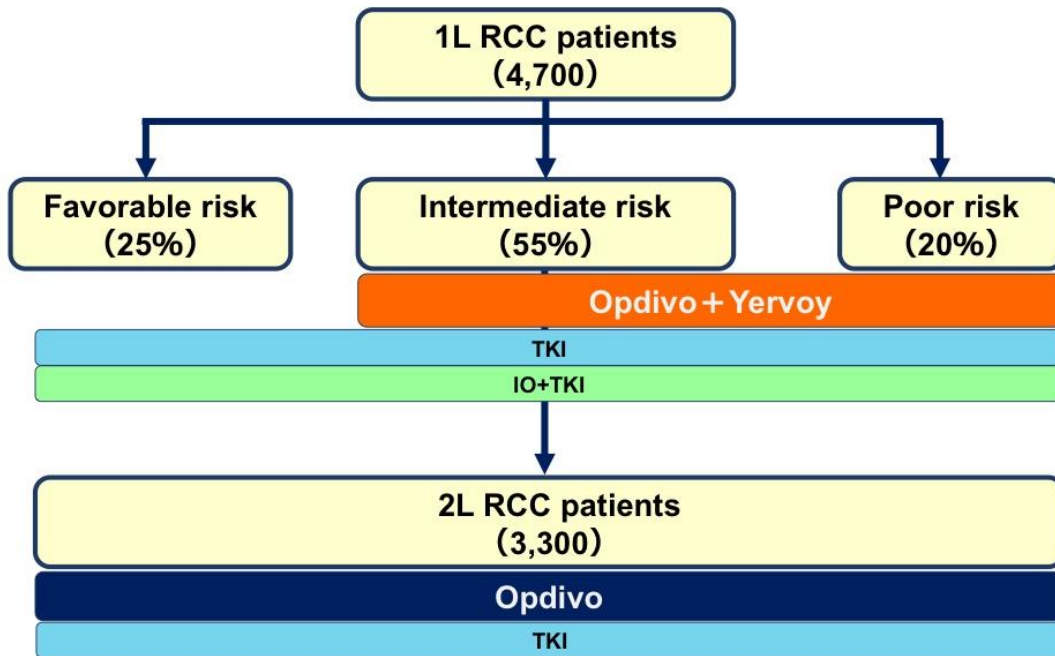 1L RCC patients
（4,700）
Favorable risk
（25%）
Intermediate risk
（55%）
Poor risk
（20%）
Opdivo＋Yervoy
TKI
IO+TKI
2L RCC patients
（3,300）
Opdivo
TKI